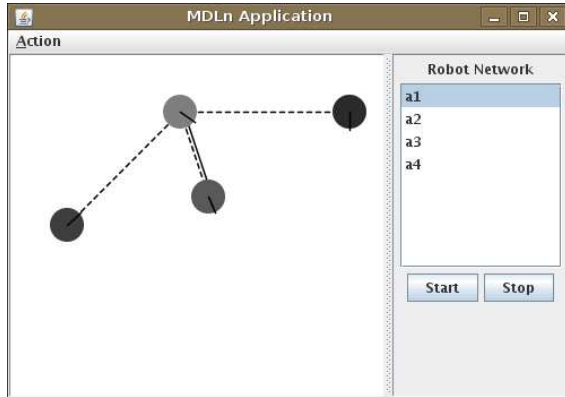 MDLn Application
Action
Robot Network
a1
a2
a3
a4
Start
Stop